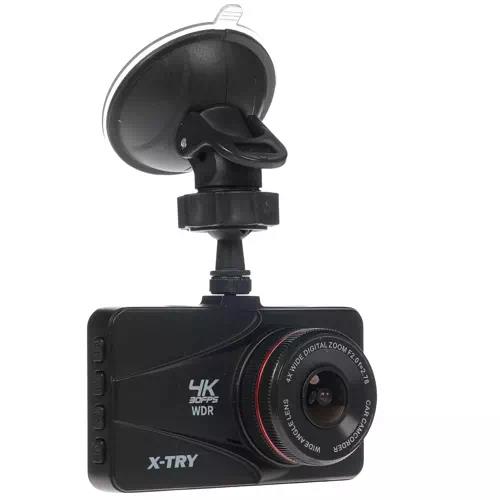 4K
30FPS
WDR
X-TRY
4X WIDE DIGITAL ZOOM F2.0 f=2.78
CAR CAMCORDER
WIDE ANGLE LENS